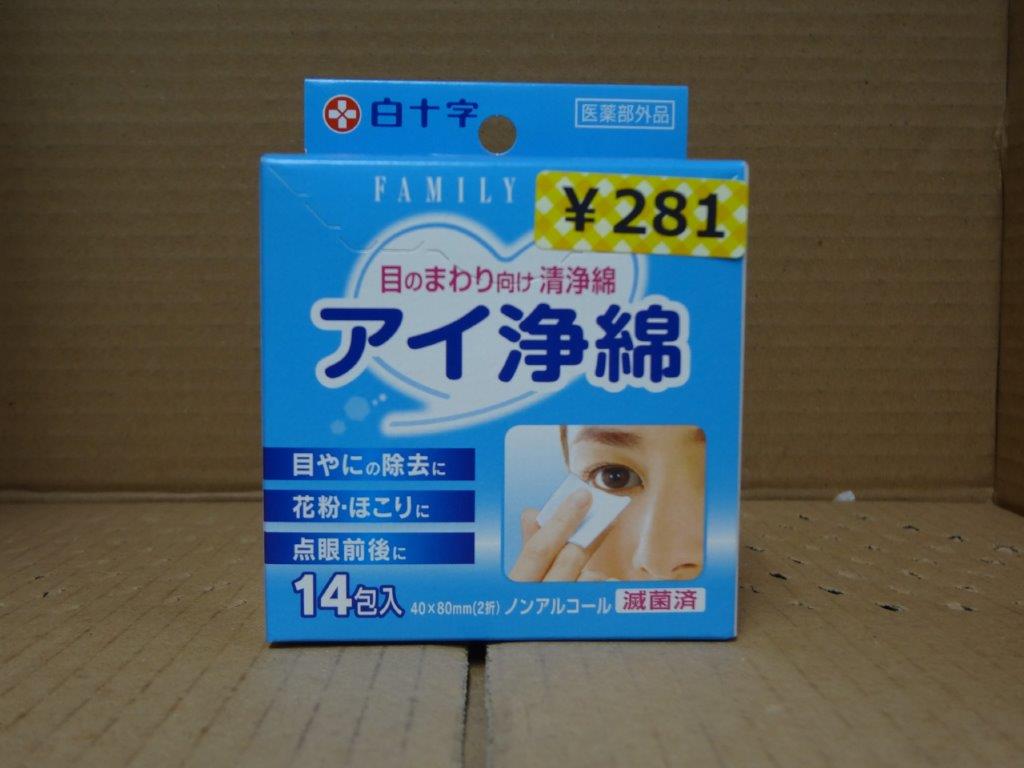 白十字
医薬部外品
FAMILY
¥281
目のまわり向け 清浄綿
アイ浄綿
目やにの除去に
花粉・ほこりに
点眼前後に
14包入 40×80mm(2折) ノンアルコール 滅菌済